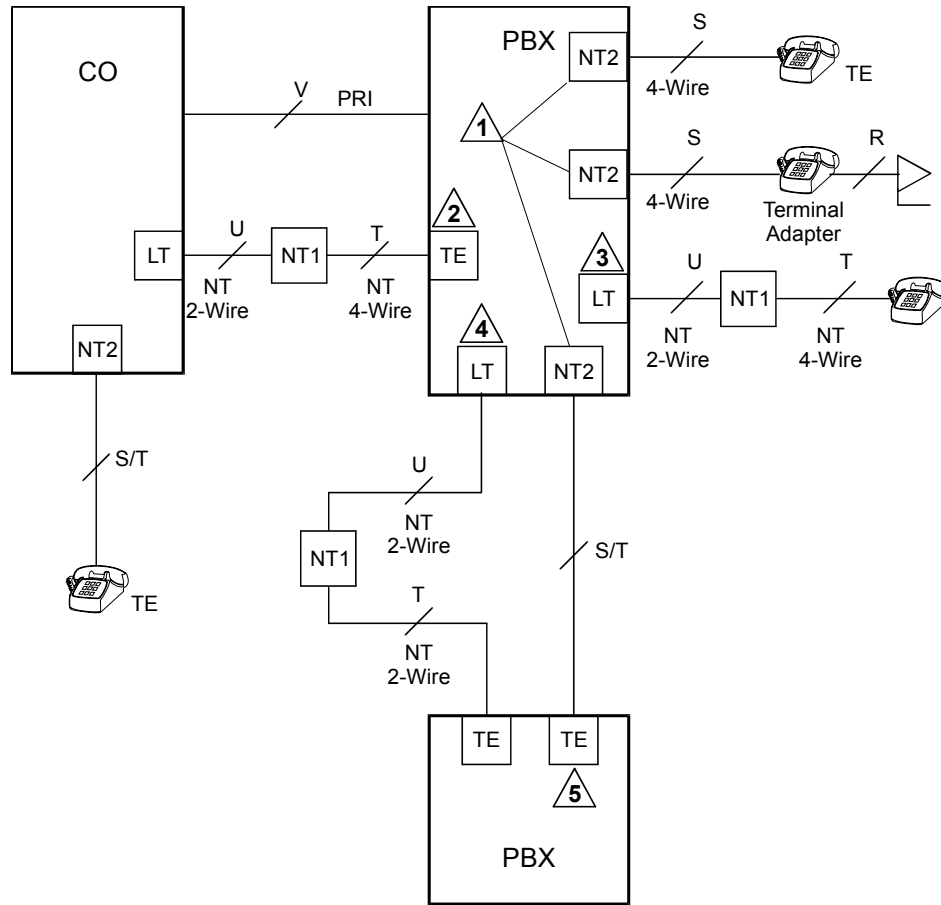 CO
PBX
NT2
S
4-Wire
TE
V
PRI
1
NT2
S
4-Wire
R
Terminal
Adapter
2
LT
U
NT
2-Wire
NT1
T
NT
4-Wire
TE
3
LT
U
NT
2-Wire
NT1
T
NT
4-Wire
NT2
4
LT
NT2
S/T
TE
U
NT
2-Wire
NT1
T
NT
2-Wire
S/T
TE
TE
5
PBX